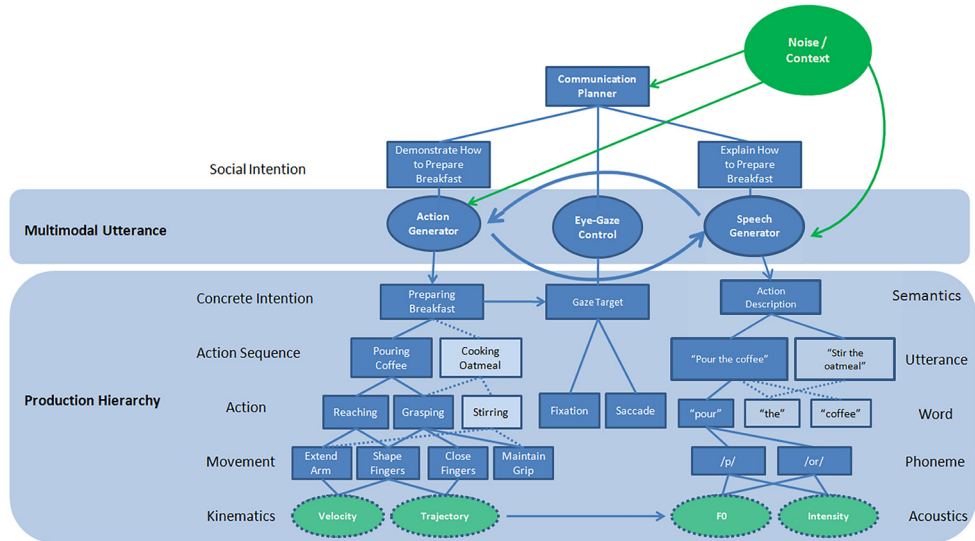 Noise /
Context
Communication
Planner
Social Intention
Demonstrate How
to Prepare
Breakfast
Explain How
to Prepare
Breakfast
Multimodal Utterance
Action
Generator
Eye-Gaze
Control
Speech
Generator
Concrete Intention
Preparing
Breakfast
Gaze Target
Action
Description
Semantics
Action Sequence
Pouring
Coffee
Cooking
Oatmeal
"Pour the coffee"
"Stir the
oatmeal"
Utterance
Production Hierarchy
Action
Reaching
Grasping
Stirring
Fixation
Saccade
"pour"
"the"
"coffee"
Word
Movement
Extend
Arm
Shape
Fingers
Close
Fingers
Maintain
Grip
/p/
/or/
Phoneme
Kinematics
Velocity
Trajectory
F0
Intensity
Acoustics